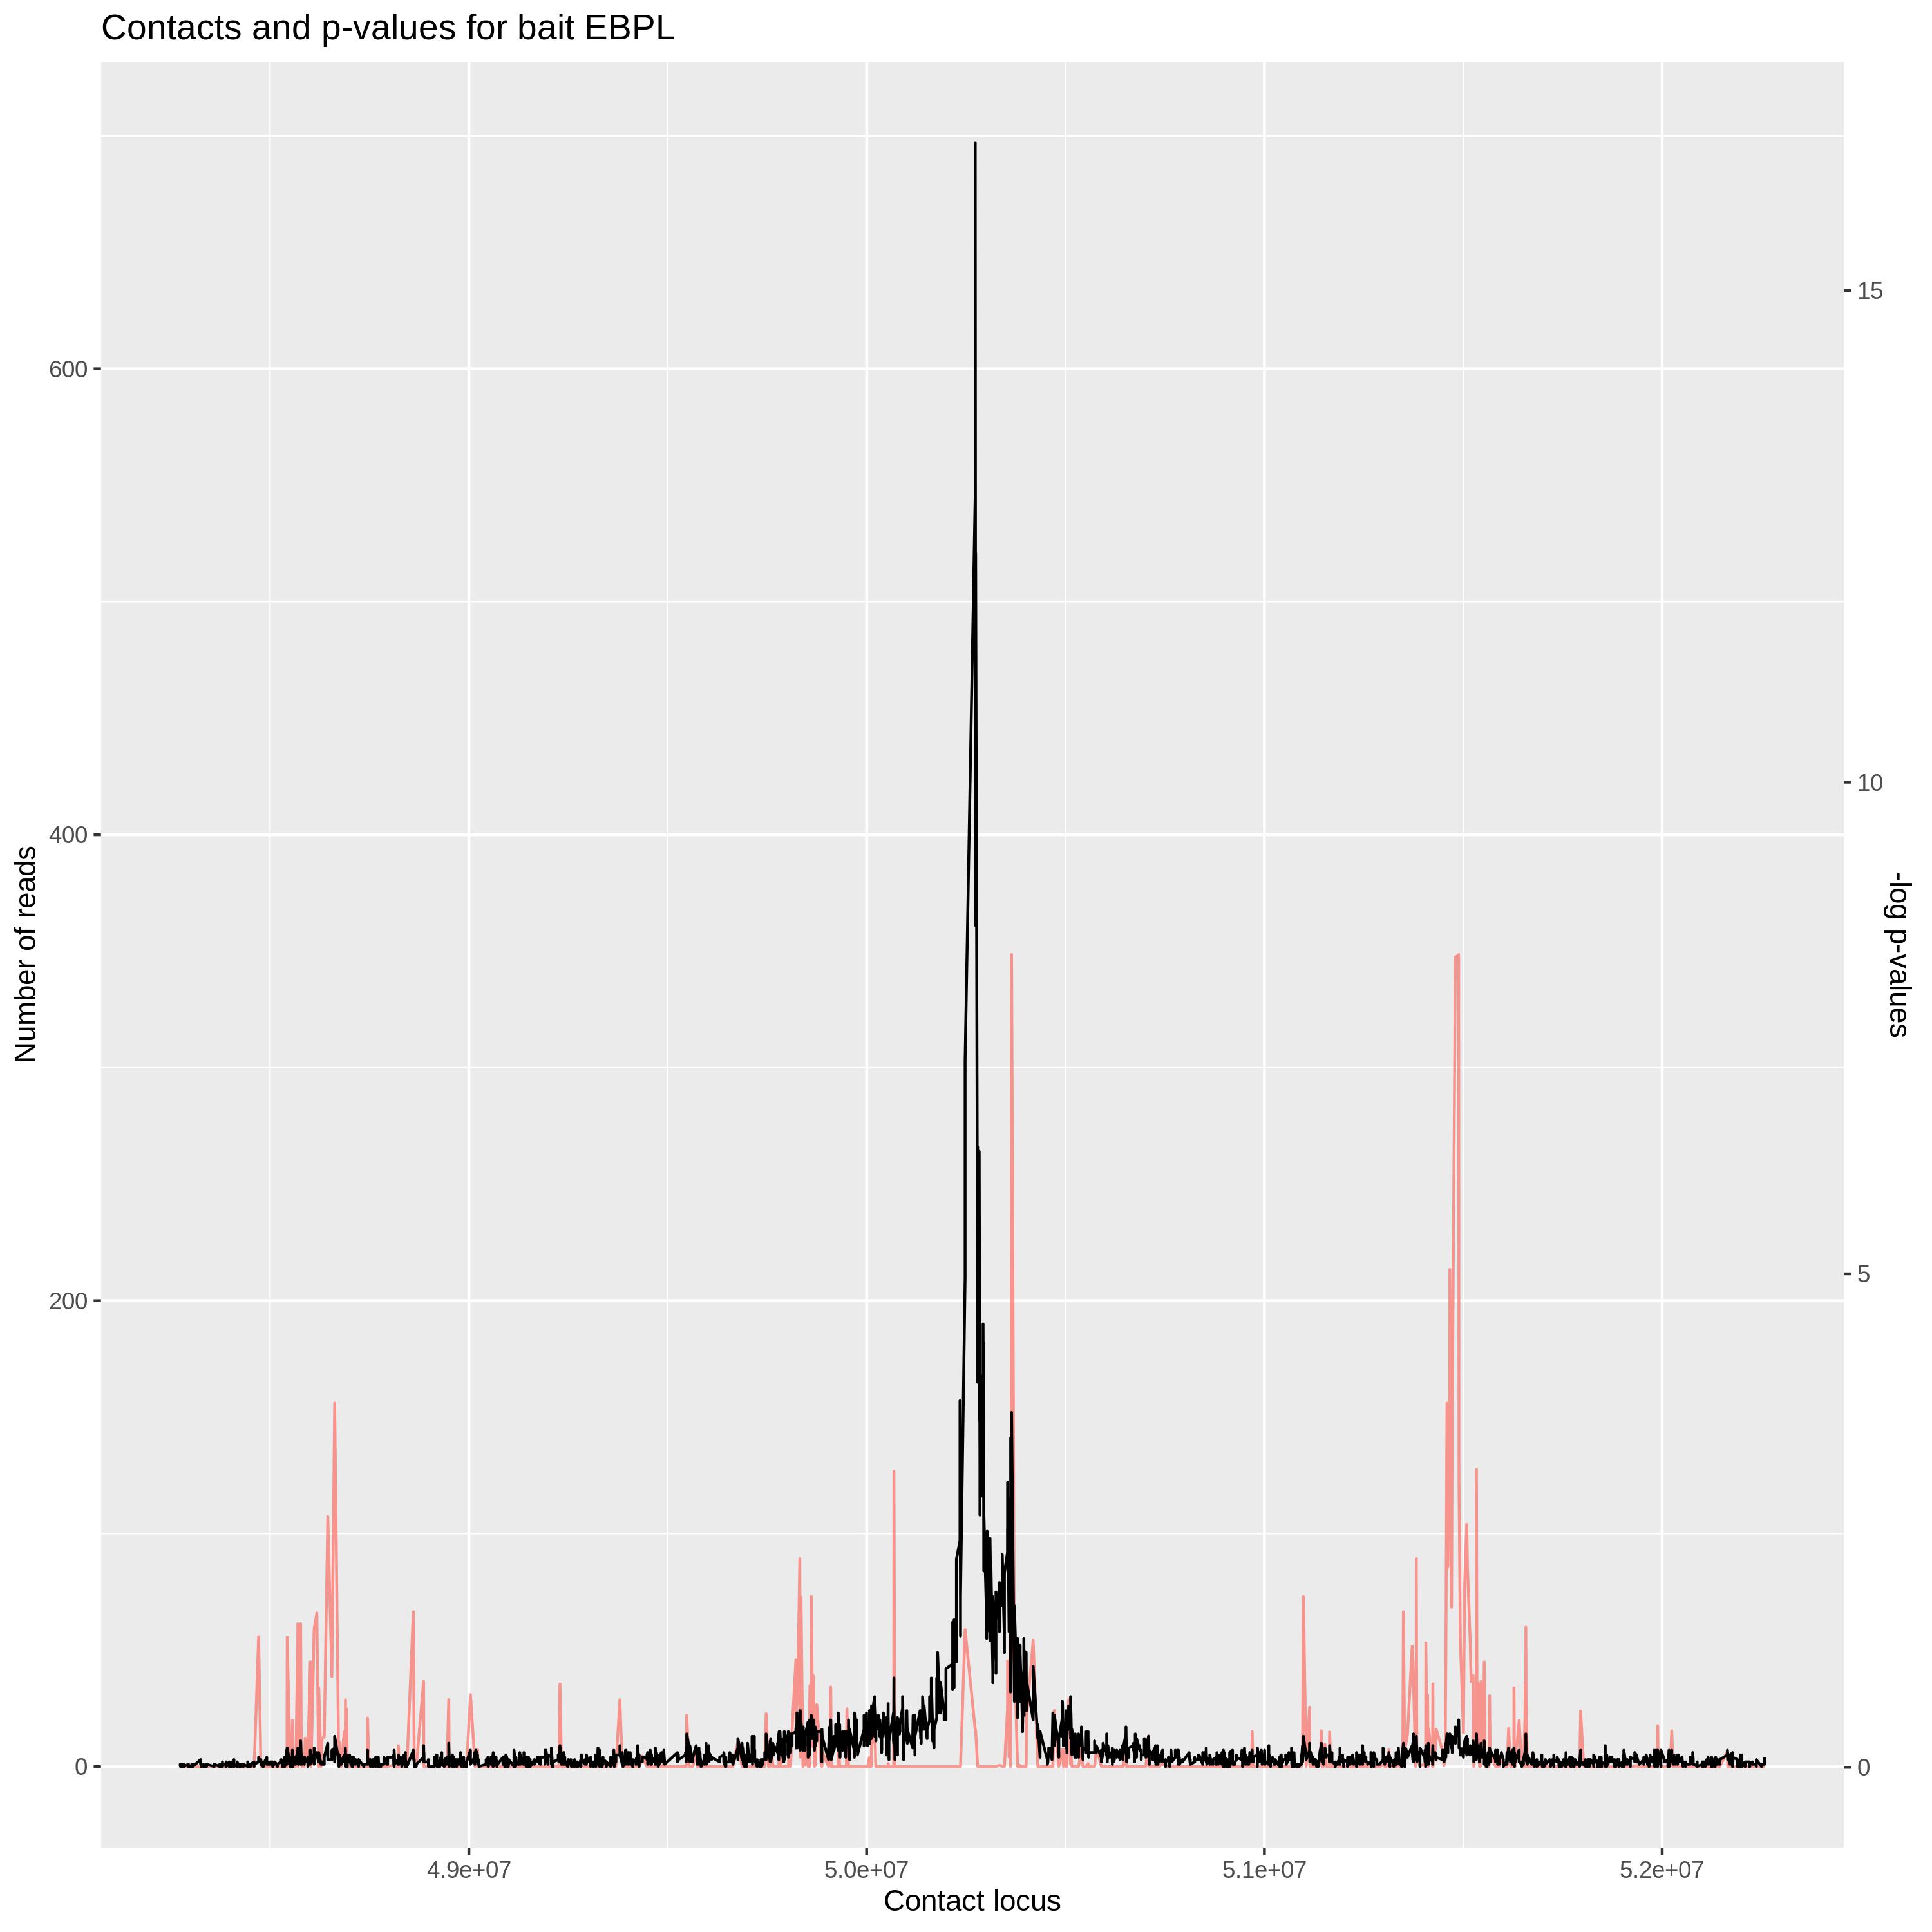 Contacts and p-values for bait EBPL
600
400
200
0
Number of reads
15
10
5
0
-log p-values
4.9e+07
5.0e+07
5.1e+07
5.2e+07
Contact locus